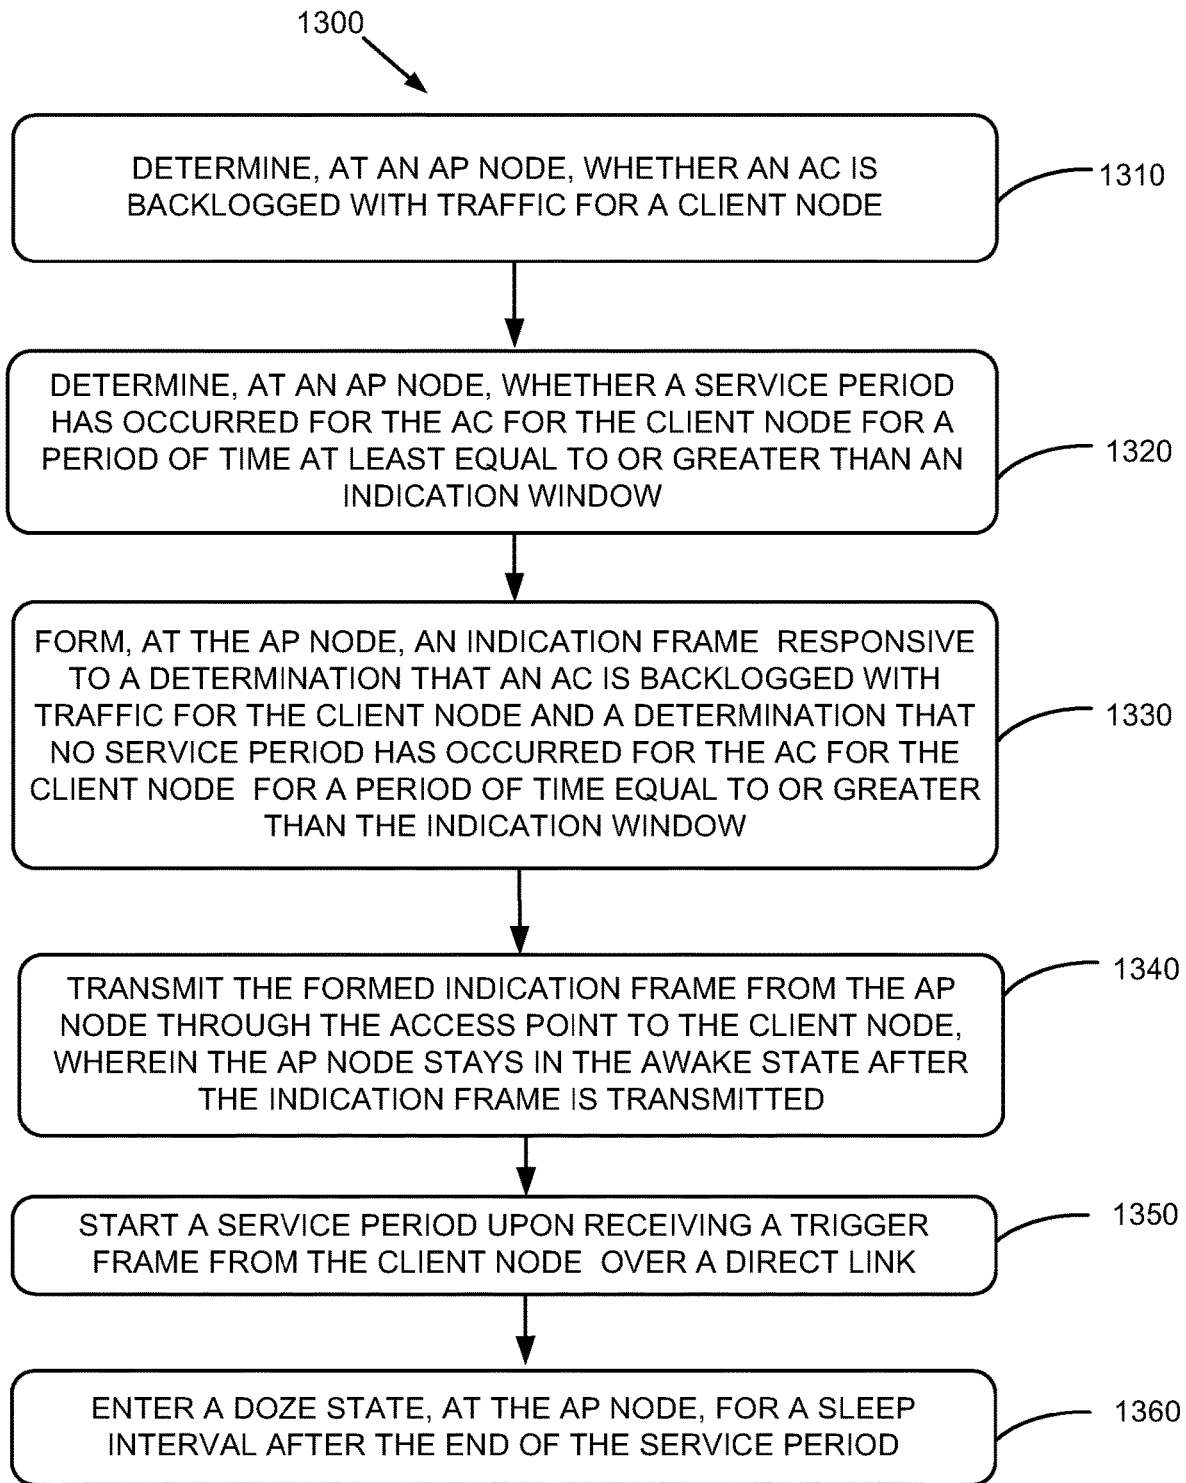 1300
DETERMINE, AT AN AP NODE, WHETHER AN AC IS
BACKLOGGED WITH TRAFFIC FOR A CLIENT NODE
1310
DETERMINE, AT AN AP NODE, WHETHER A SERVICE PERIOD
HAS OCCURRED FOR THE AC FOR THE CLIENT NODE FOR A
PERIOD OF TIME AT LEAST EQUAL TO OR GREATER THAN AN
INDICATION WINDOW
1320
FORM, AT THE AP NODE, AN INDICATION FRAME RESPONSIVE
TO A DETERMINATION THAT AN AC IS BACKLOGGED WITH
TRAFFIC FOR THE CLIENT NODE AND A DETERMINATION THAT
NO SERVICE PERIOD HAS OCCURRED FOR THE AC FOR THE
CLIENT NODE FOR A PERIOD OF TIME EQUAL TO OR GREATER
THAN THE INDICATION WINDOW
1330
TRANSMIT THE FORMED INDICATION FRAME FROM THE AP
NODE THROUGH THE ACCESS POINT TO THE CLIENT NODE,
WHEREIN THE AP NODE STAYS IN THE AWAKE STATE AFTER
THE INDICATION FRAME IS TRANSMITTED
1340
START A SERVICE PERIOD UPON RECEIVING A TRIGGER
FRAME FROM THE CLIENT NODE OVER A DIRECT LINK
1350
ENTER A DOZE STATE, AT THE AP NODE, FOR A SLEEP
INTERVAL AFTER THE END OF THE SERVICE PERIOD
1360